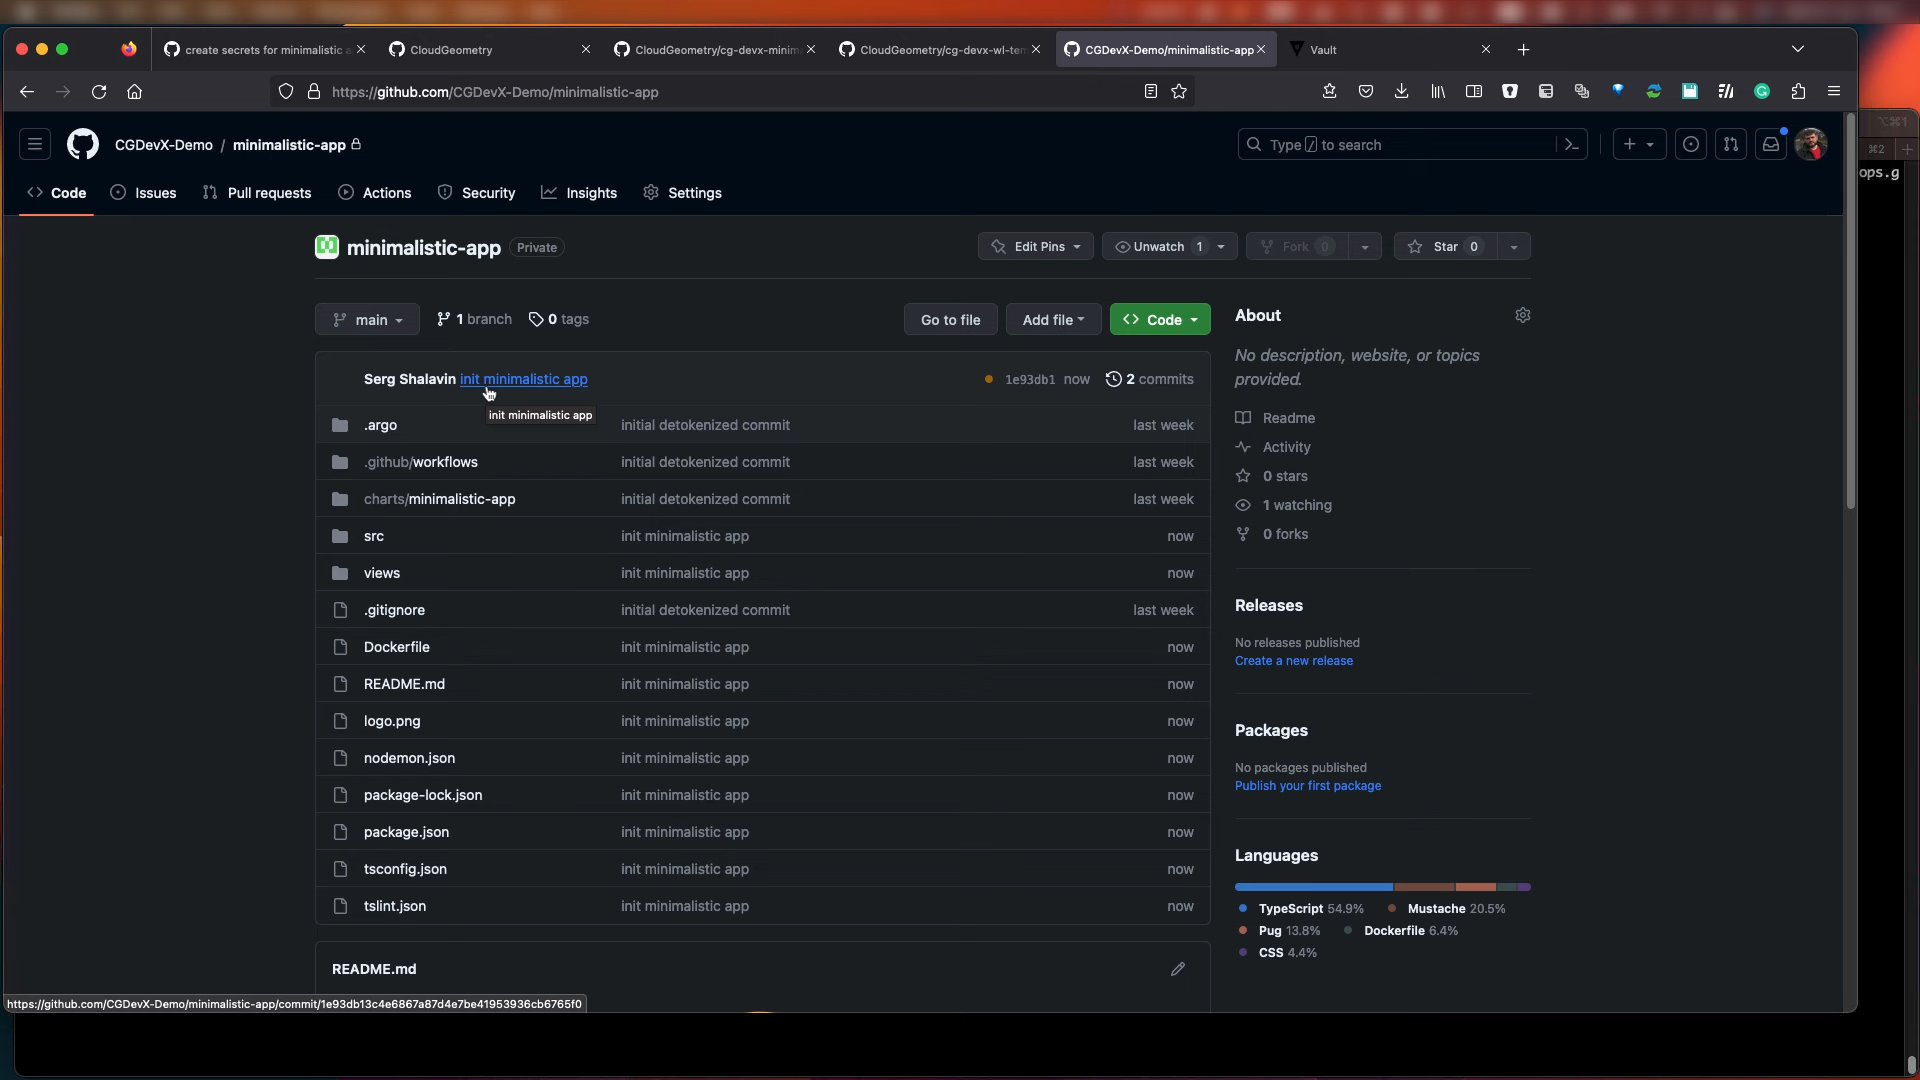 create secrets for minimalistic a
CloudGeometry
CloudGeometry/cg-devx-minim
CloudGeometry/cg-devx-wl-tem
CGDevX-Demo/minimalistic-app
Vault
https://github.com/CGDevX-Demo/minimalistic-app
CGDevX-Demo / minimalistic-app
Type / to search
⌥⌘1
⌘2
ops.g
Code
Issues
Pull requests
Actions
Security
Insights
Settings
minimalistic-app
Private
Edit Pins
Unwatch 1
Fork 0
Star 0
main
1 branch
0 tags
Go to file
Add file
Code
Serg Shalavin init minimalistic app
1e93db1 now
2 commits
init minimalistic app
.argo initial detokenized commit last week
.github/workflows initial detokenized commit last week
charts/minimalistic-app initial detokenized commit last week
src init minimalistic app now
views init minimalistic app now
.gitignore initial detokenized commit last week
Dockerfile init minimalistic app now
README.md init minimalistic app now
logo.png init minimalistic app now
nodemon.json init minimalistic app now
package-lock.json init minimalistic app now
package.json init minimalistic app now
tsconfig.json init minimalistic app now
tslint.json init minimalistic app now
README.md
About
No description, website, or topics
provided.
Readme
Activity
0 stars
1 watching
0 forks
Releases
No releases published
Create a new release
Packages
No packages published
Publish your first package
Languages
TypeScript 54.9% Mustache 20.5%
Pug 13.8% Dockerfile 6.4%
CSS 4.4%
https://github.com/CGDevX-Demo/minimalistic-app/commit/1e93db13c4e6867a87d4e7be41953936cb6765f0